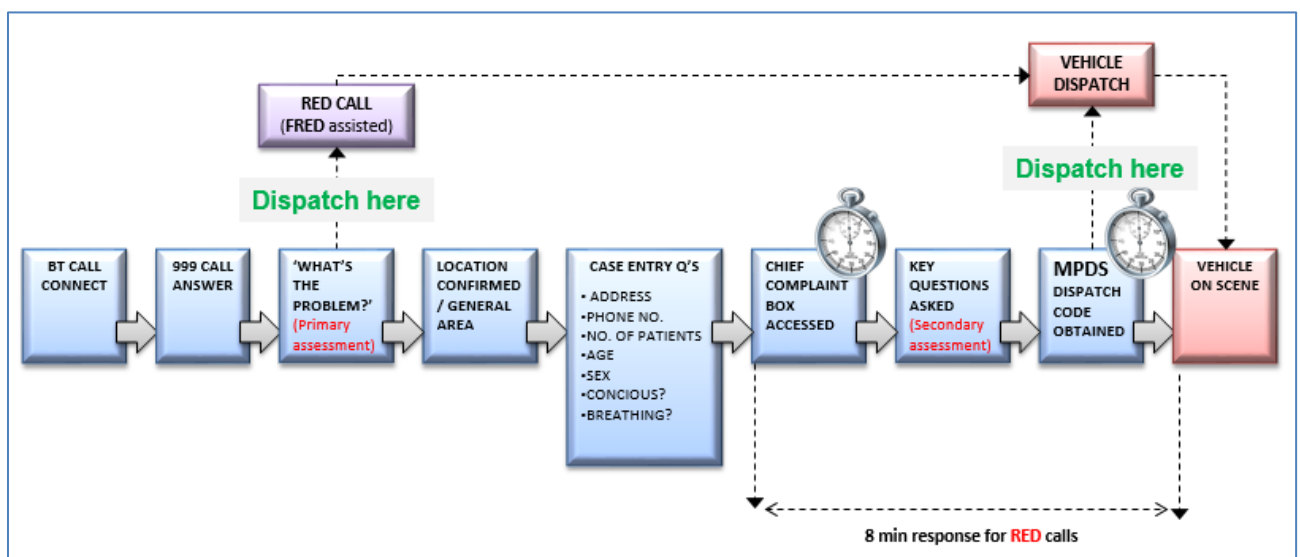 VEHICLE
DISPATCH
RED CALL
(FRED assisted)
Dispatch here
Dispatch here
BT CALL
CONNECT
999 CALL
ANSWER
‘WHAT’S
THE
PROBLEM?’
(Primary
assessment)
LOCATION
CONFIRMED
/ GENERAL
AREA
CASE ENTRY Q’S
• ADDRESS
•PHONE NO.
•NO. OF PATIENTS
•AGE
•SEX
•CONCIOUS?
•BREATHING?
CHIEF
COMPLAINT
BOX
ACCESSED
KEY
QUESTIONS
ASKED
(Secondary
assessment)
MPDS
DISPATCH
CODE
OBTAINED
VEHICLE
ON SCENE
8 min response for RED calls